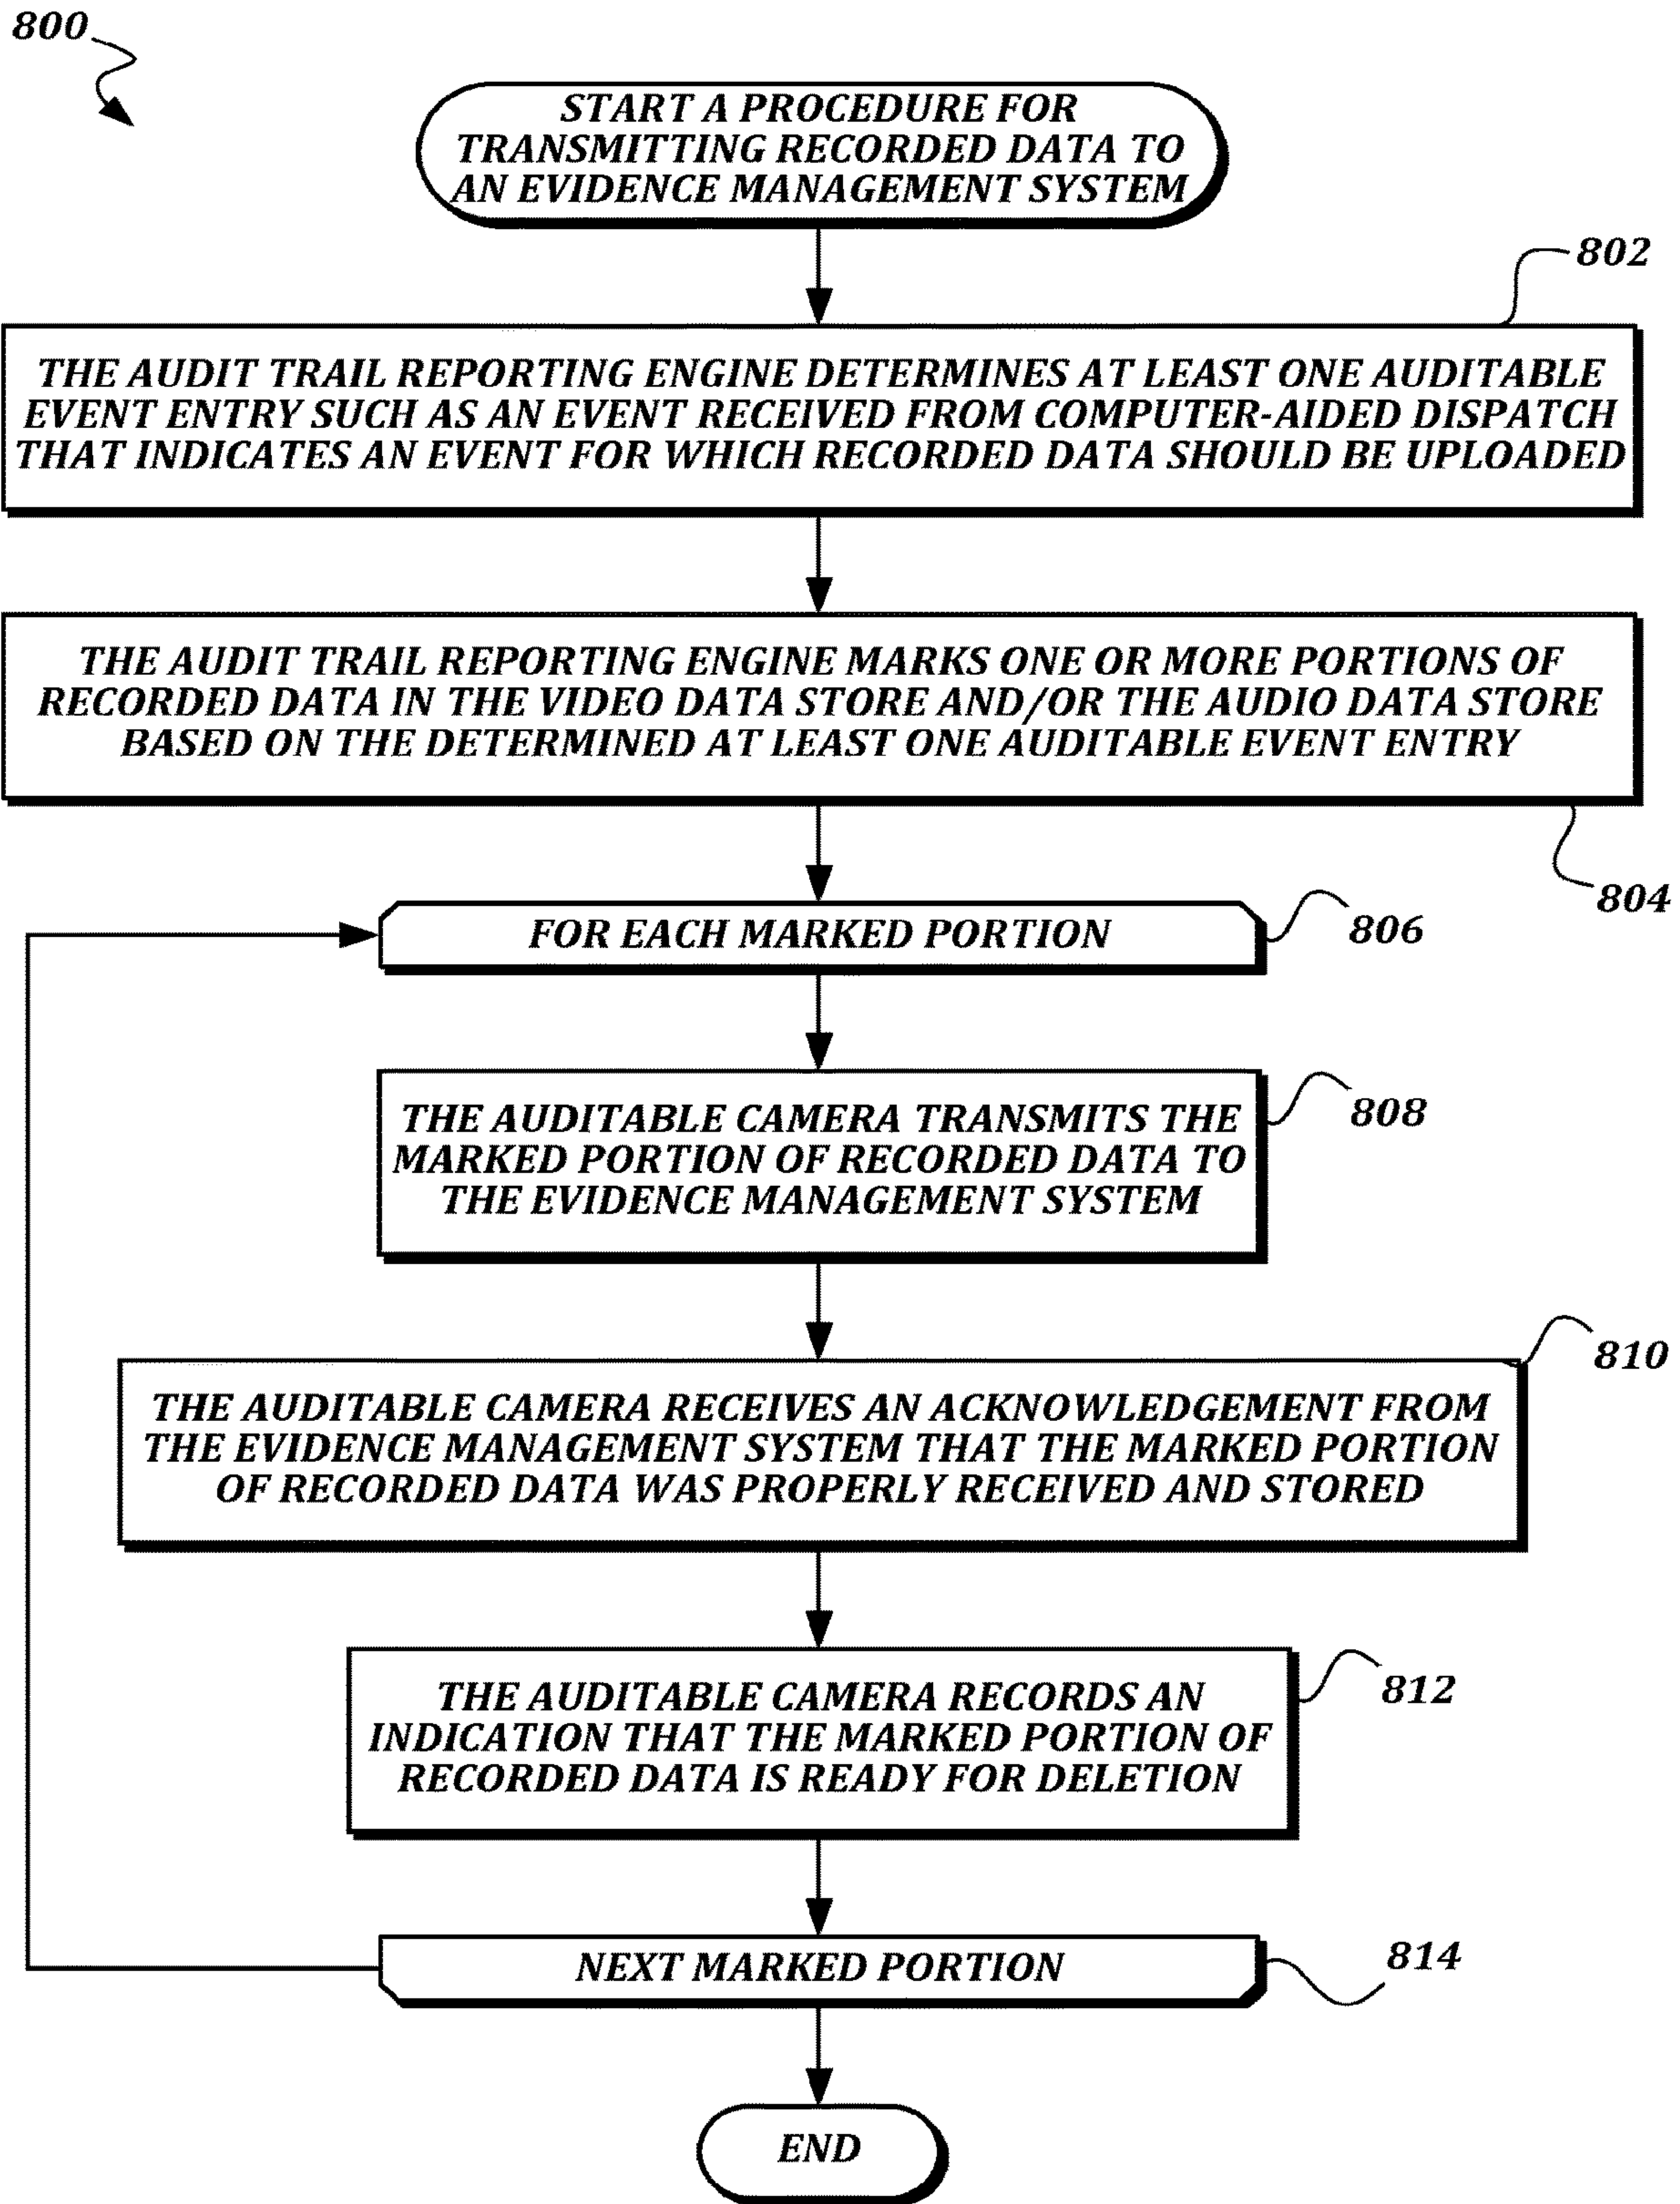 800
START A PROCEDURE FOR
TRANSMITTING RECORDED DATA TO
AN EVIDENCE MANAGEMENT SYSTEM
802
THE AUDIT TRAIL REPORTING ENGINE DETERMINES AT LEAST ONE AUDITABLE
EVENT ENTRY SUCH AS AN EVENT RECEIVED FROM COMPUTER-AIDED DISPATCH
THAT INDICATES AN EVENT FOR WHICH RECORDED DATA SHOULD BE UPLOADED
THE AUDIT TRAIL REPORTING ENGINE MARKS ONE OR MORE PORTIONS OF
RECORDED DATA IN THE VIDEO DATA STORE AND/OR THE AUDIO DATA STORE
BASED ON THE DETERMINED AT LEAST ONE AUDITABLE EVENT ENTRY
804
FOR EACH MARKED PORTION
806
THE AUDITABLE CAMERA TRANSMITS THE
MARKED PORTION OF RECORDED DATA TO
THE EVIDENCE MANAGEMENT SYSTEM
808
810
THE AUDITABLE CAMERA RECEIVES AN ACKNOWLEDGEMENT FROM
THE EVIDENCE MANAGEMENT SYSTEM THAT THE MARKED PORTION
OF RECORDED DATA WAS PROPERLY RECEIVED AND STORED
THE AUDITABLE CAMERA RECORDS AN
INDICATION THAT THE MARKED PORTION OF
RECORDED DATA IS READY FOR DELETION
812
NEXT MARKED PORTION
814
END